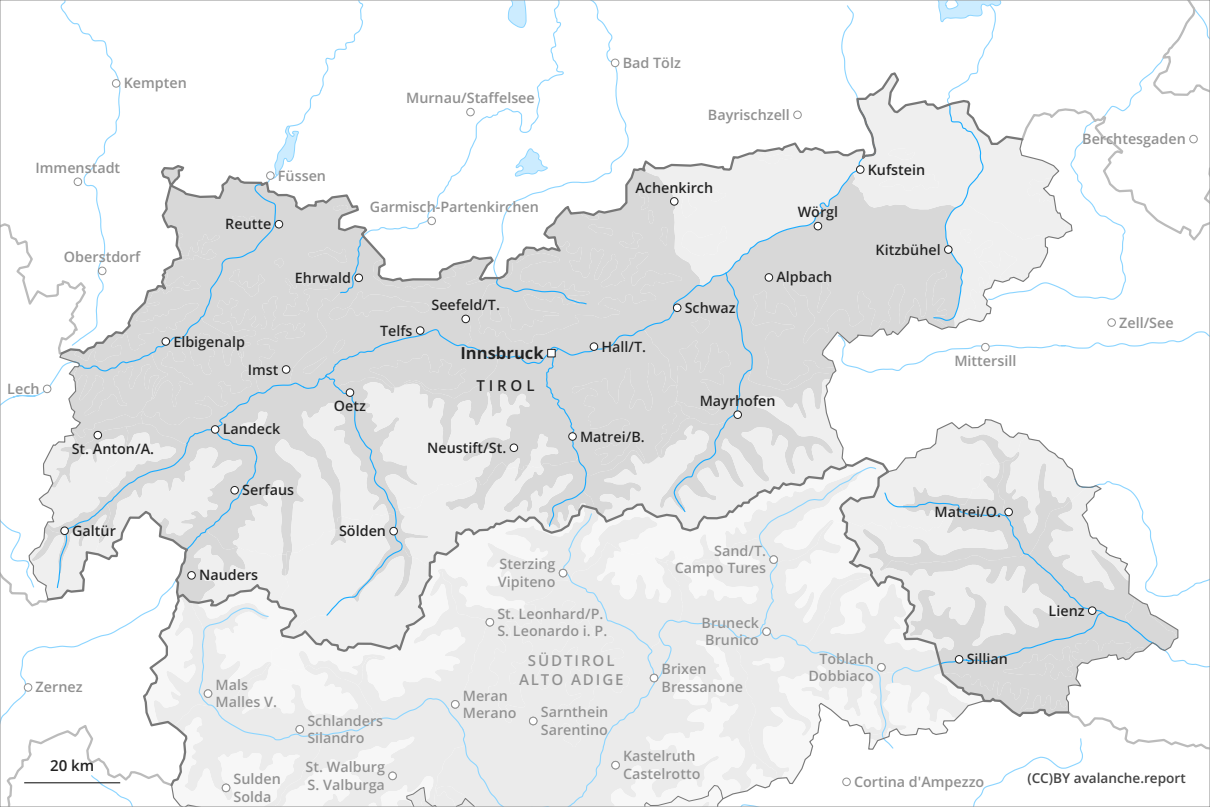 Bad Tölz
Kempten
Murnau/Staffelsee
Bayrischzell
Berchtesgaden
Immenstadt
Füssen
Kufstein
Achenkirch
Garmisch-Partenkirchen
Wörgl
Reutte
Kitzbühel
Oberstdorf
Ehrwald
Alpbach
Seefeld/T.
Schwaz
Zell/See
Telfs
Elbigenalp
Hall/T.
Innsbruck
Mittersill
Imst
TIROL
Lech
Mayrhofen
Oetz
Landeck
Matrei/B.
St. Anton/A.
Neustift/St.
Serfaus
Matrei/O.
Galtür
Sölden
Sand/T.
Campo Tures
Sterzing
Vipiteno
Nauders
Lienz
St. Leonhard/P.
S. Leonardo i. P.
Bruneck
Brunico
SÜDTIROL
ALTO ADIGE
Sillian
Toblach
Dobbiaco
Brixen
Bressanone
Zernez
Mals
Malles V.
Meran
Merano
Sarnthein
Sarentino
Schlanders
Silandro
Kastelruth
Castelrotto
20 km
St. Walburg
S. Valburga
Sulden
Solda
Cortina d'Ampezzo
(CC)BY avalanche.report